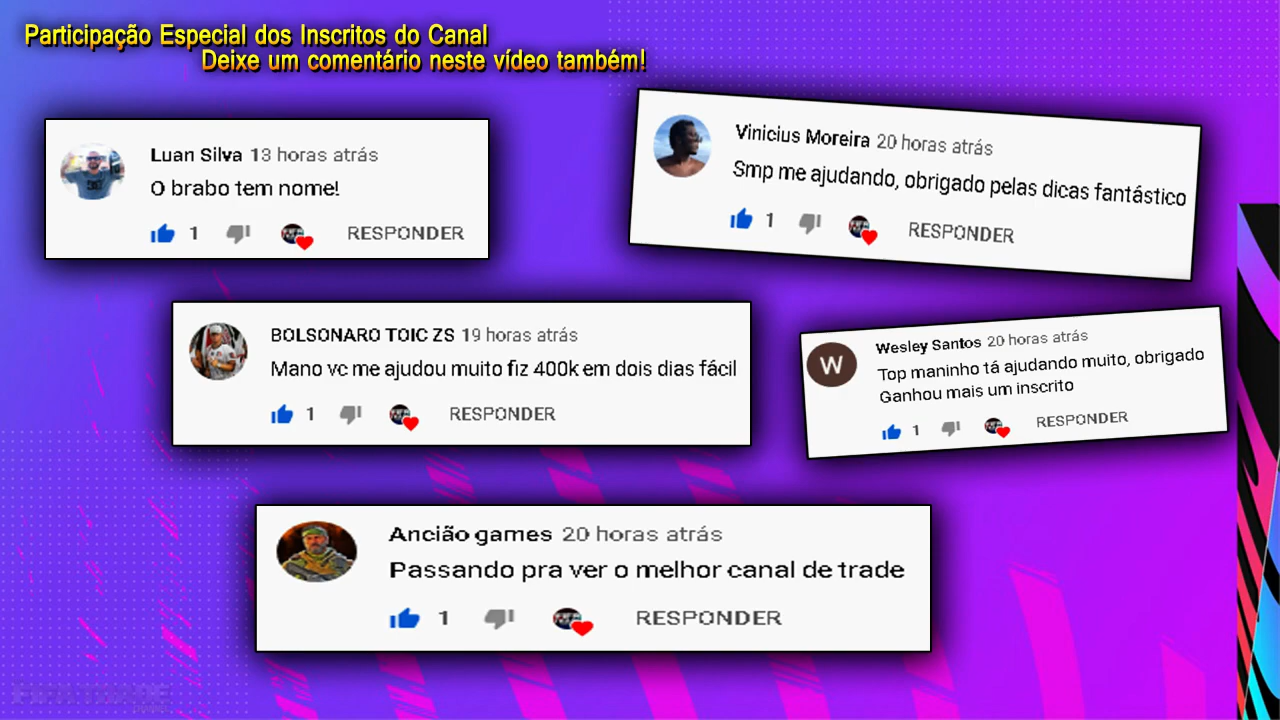 Participação Especial dos Inscritos do Canal
Deixe um comentário neste vídeo também!
Luan Silva 13 horas atrás
O brabo tem nome!
1 RESPONDER
Vinicius Moreira 20 horas atrás
Smp me ajudando, obrigado pelas dicas fantástico
1 RESPONDER
BOLSONARO TOIC ZS 19 horas atrás
Mano vc me ajudou muito fiz 400k em dois dias fácil
1 RESPONDER
W
Wesley Santos 20 horas atrás
Top maninho tá ajudando muito, obrigado
Ganhou mais um inscrito
1 RESPONDER
Ancião games 20 horas atrás
Passando pra ver o melhor canal de trade
1 RESPONDER